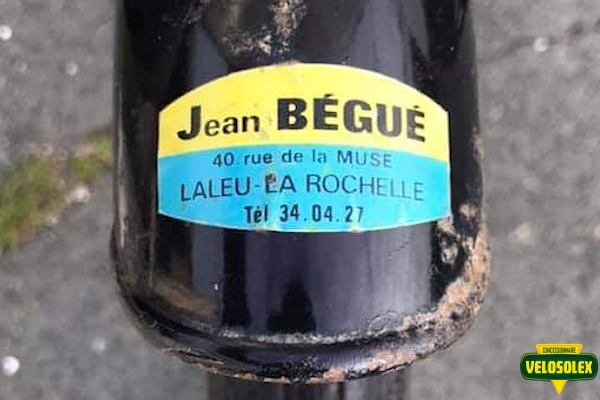 Jean BÉGUÉ
40. rue de la MUSE
LALEU-LA ROCHELLE
Tél 34.04.27
CONCESSIONNAIRE
VELOSOLEX